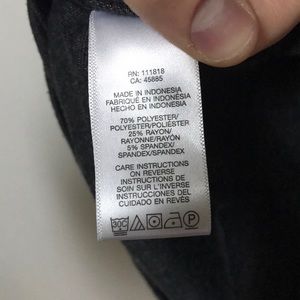 RN: 111818
CA: 45885
MADE IN INDONESIA
FABRIQUÉ EN INDONÉSIA
HECHO EN INDONESIA
70% POLYESTER/
POLYESTER/POLIÉSTER
25% RAYON/
RAYONNE/RAYÓN
5% SPANDEX/
SPANDEX/SPANDEX
CARE INSTRUCTIONS
ON REVERSE
INSTRUCTIONS DE
SOIN SUR L'INVERSE
INSTRUCCIONES DEL
CUIDADO EN REVÉS
30C P